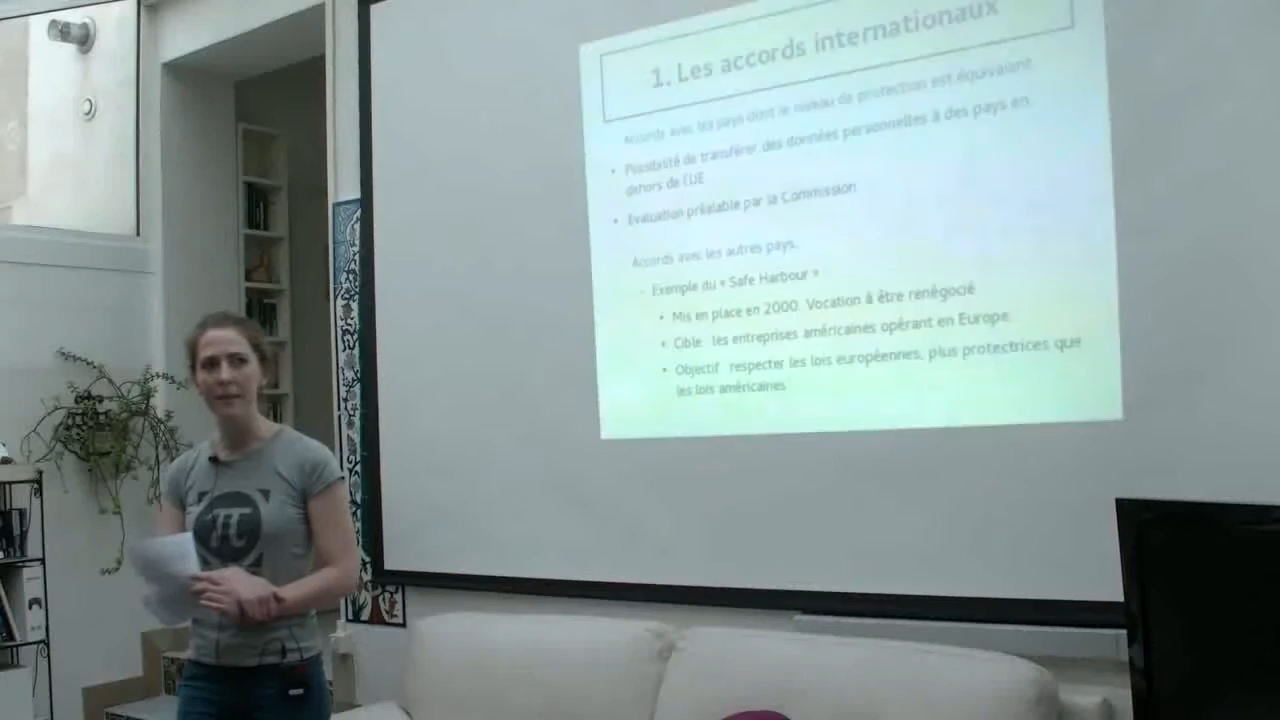 1. Les accords internationaux
Accords avec les pays dont le niveau de protection est équivalent
• Possibilité de transférer des données personnelles à des pays en
dehors de l'UE
• Evaluation préalable par la Commission
Accords avec les autres pays.
- Exemple du « Safe Harbour »
• Mis en place en 2000. Vocation à être renégocié
• Cible : les entreprises américaines opérant en Europe
• Objectif : respecter les lois européennes, plus protectrices que
les lois américaines
π